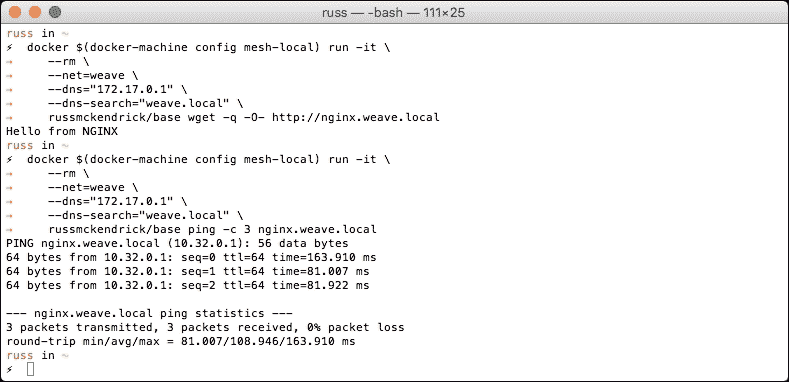 russ — -bash — 111×25
russ in ~
⚡ docker $(docker-machine config mesh-local) run -it \
→ --rm \
→ --net=weave \
→ --dns="172.17.0.1" \
→ --dns-search="weave.local" \
→ russmckendrick/base wget -q -O- http://nginx.weave.local
Hello from NGINX
russ in ~
⚡ docker $(docker-machine config mesh-local) run -it \
→ --rm \
→ --net=weave \
→ --dns="172.17.0.1" \
→ --dns-search="weave.local" \
→ russmckendrick/base ping -c 3 nginx.weave.local
PING nginx.weave.local (10.32.0.1): 56 data bytes
64 bytes from 10.32.0.1: seq=0 ttl=64 time=163.910 ms
64 bytes from 10.32.0.1: seq=1 ttl=64 time=81.007 ms
64 bytes from 10.32.0.1: seq=2 ttl=64 time=81.922 ms

--- nginx.weave.local ping statistics ---
3 packets transmitted, 3 packets received, 0% packet loss
round-trip min/avg/max = 81.007/108.946/163.910 ms
russ in ~
⚡